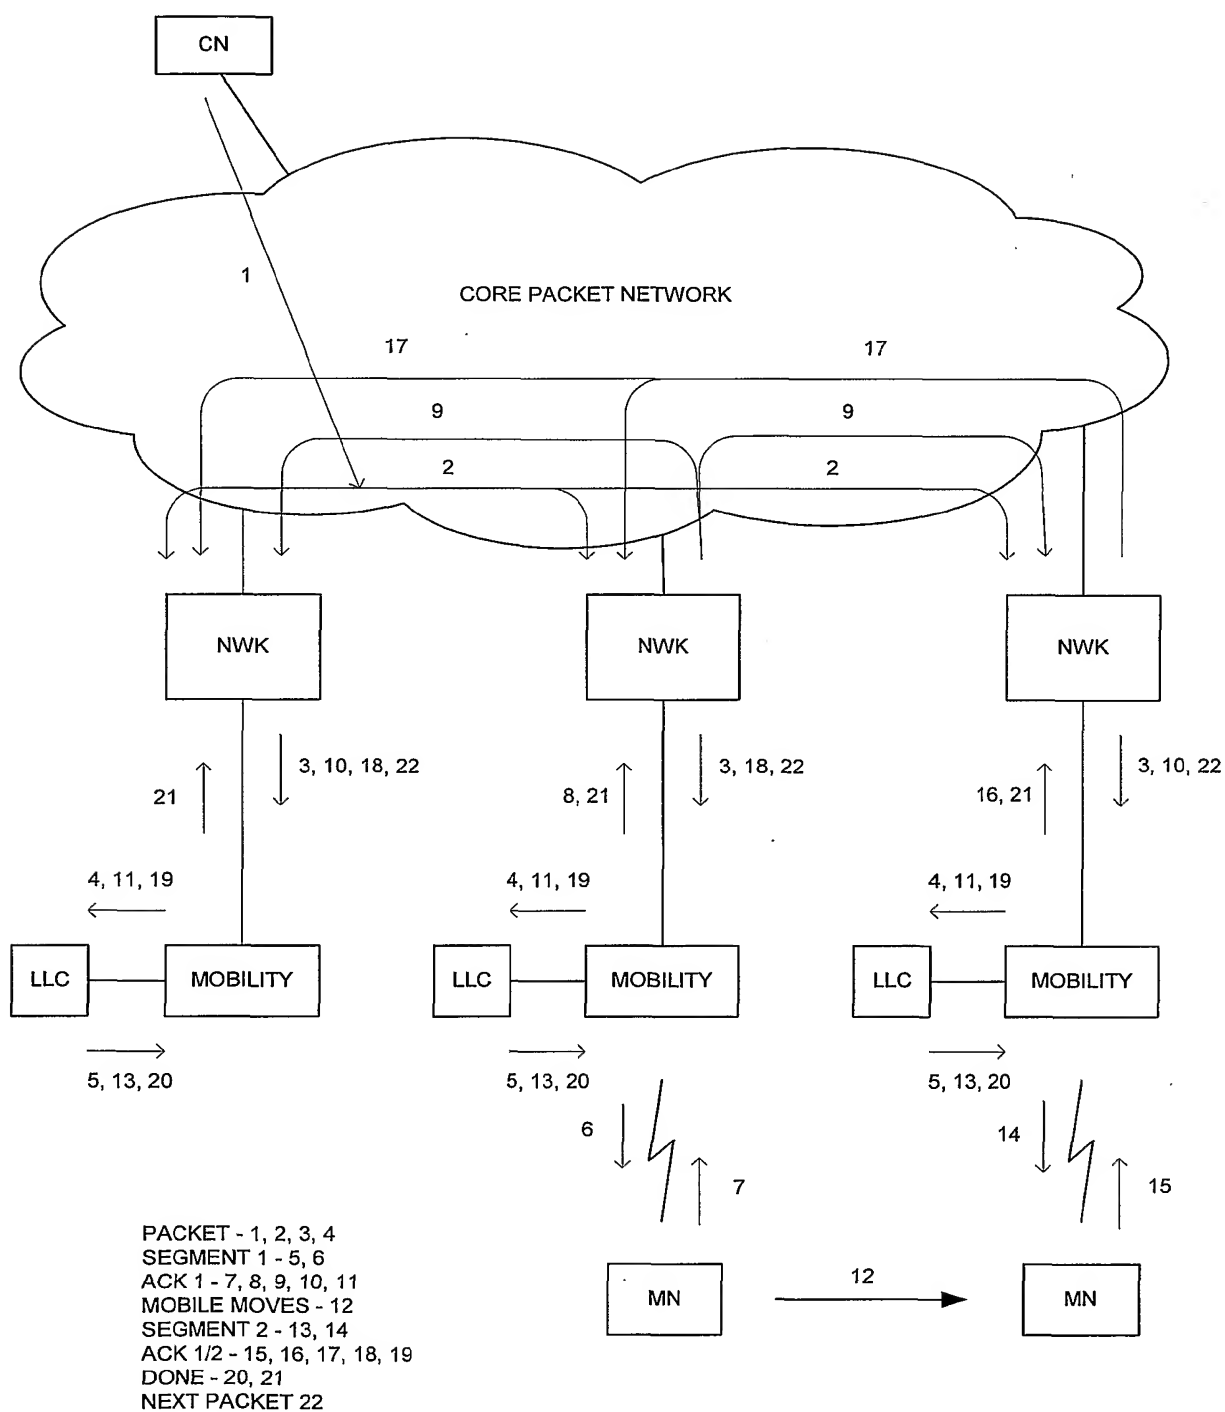 CN
1
CORE PACKET NETWORK
17 17
9 9
2 2
NWK NWK NWK
3, 10, 18, 22 3, 18, 22 3, 10, 22
21 8, 21 16, 21
4, 11, 19 4, 11, 19 4, 11, 19
LLC MOBILITY LLC MOBILITY LLC MOBILITY
5, 13, 20 5, 13, 20 5, 13, 20
6 14
7 15
PACKET - 1, 2, 3, 4
SEGMENT 1 - 5, 6
ACK 1 - 7, 8, 9, 10, 11
MOBILE MOVES - 12
SEGMENT 2 - 13, 14
ACK 1/2 - 15, 16, 17, 18, 19
DONE - 20, 21
NEXT PACKET 22
12
MN MN